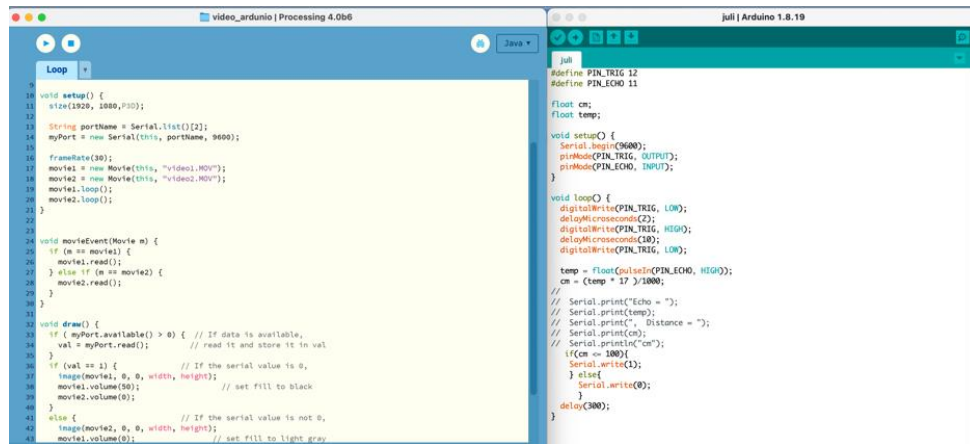 video_ardunio | Processing 4.0b6
Java ▾
Loop
9
10 void setup() {
11 size(1920, 1080,P3D);
12
13 String portName = Serial.list()[2];
14 myPort = new Serial(this, portName, 9600);
15
16 frameRate(30);
17 movie1 = new Movie(this, "video1.MOV");
18 movie2 = new Movie(this, "video2.MOV");
19 movie1.loop();
20 movie2.loop();
21 }
22
23
24 void movieEvent(Movie m) {
25 if (m == movie1) {
26 movie1.read();
27 } else if (m == movie2) {
28 movie2.read();
29 }
30 }
31
32 void draw() {
33 if ( myPort.available() > 0) { // If data is available,
34 val = myPort.read(); // read it and store it in val
35 }
36 if (val == 1) { // If the serial value is 0,
37 image(movie1, 0, 0, width, height);
38 movie1.volume(50); // set fill to black
39 movie2.volume(0);
40 }
41 else { // If the serial value is not 0,
42 image(movie2, 0, 0, width, height);
43 movie1.volume(0); // set fill to light gray
juli | Arduino 1.8.19
juli
#define PIN_TRIG 12
#define PIN_ECHO 11

float cm;
float temp;

void setup() {
Serial.begin(9600);
pinMode(PIN_TRIG, OUTPUT);
pinMode(PIN_ECHO, INPUT);
}

void loop() {
digitalWrite(PIN_TRIG, LOW);
delayMicroseconds(2);
digitalWrite(PIN_TRIG, HIGH);
delayMicroseconds(10);
digitalWrite(PIN_TRIG, LOW);

temp = float(pulseIn(PIN_ECHO, HIGH));
cm = (temp * 17 )/1000;
//
// Serial.print("Echo = ");
// Serial.print(temp);
// Serial.print(", Distance = ");
// Serial.print(cm);
// Serial.println("cm");
if(cm <= 100){
Serial.write(1);
} else{
Serial.write(0);
}
delay(300);
}